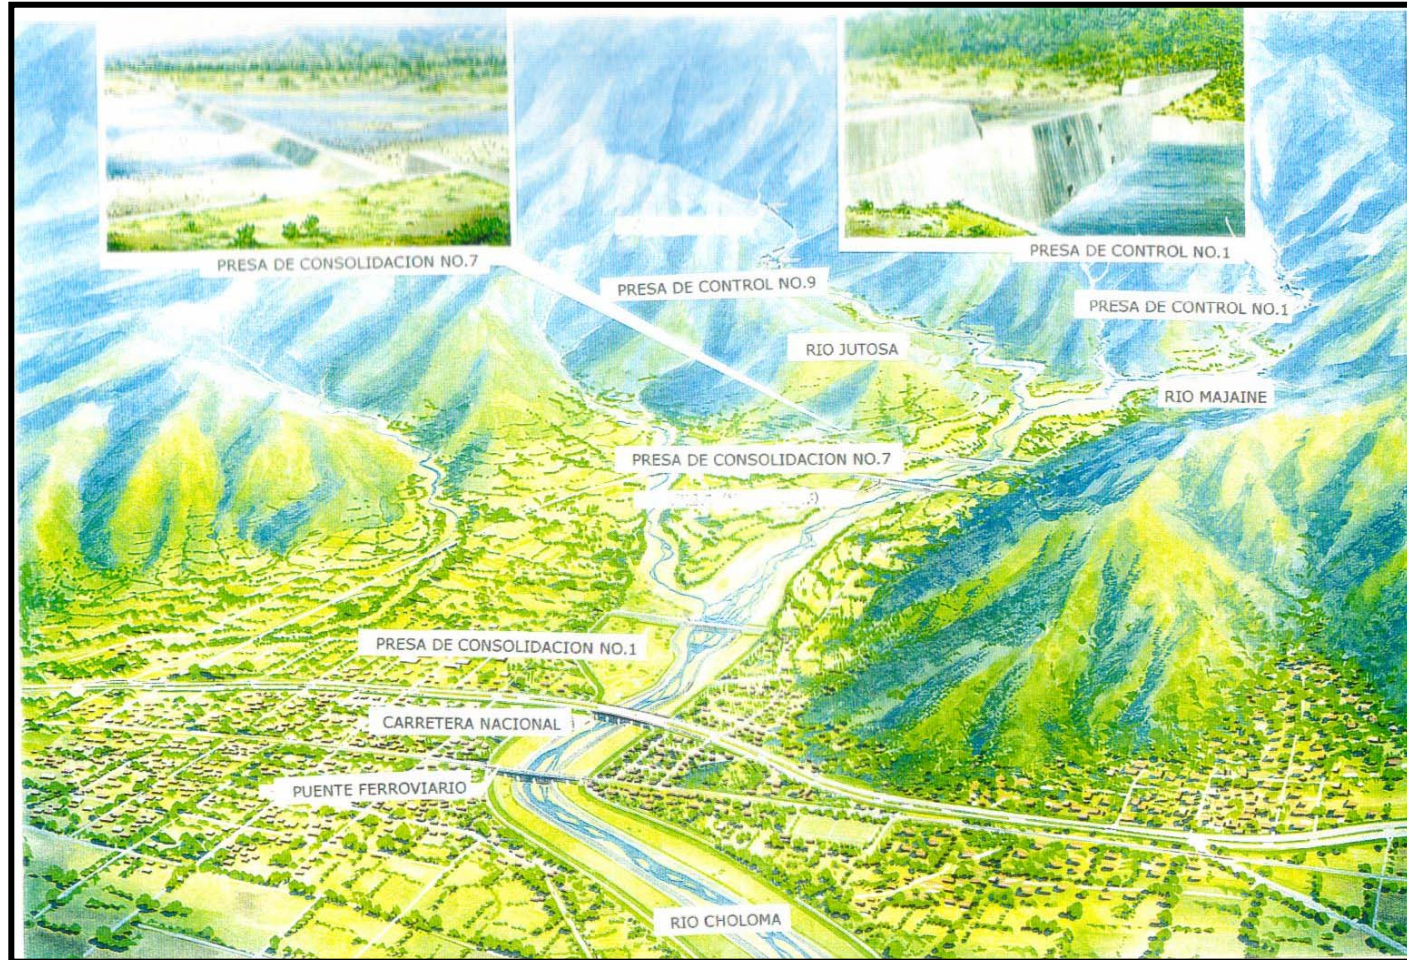 PRESA DE CONSOLIDACION NO.7
PRESA DE CONTROL NO.1
PRESA DE CONTROL NO.9
PRESA DE CONTROL NO.1
RIO JUTOSA
RIO MAJAINE
PRESA DE CONSOLIDACION NO.7
PRESA DE CONSOLIDACION NO.1
CARRETERA NACIONAL
PUENTE FERROVIARIO
RIO CHOLOMA